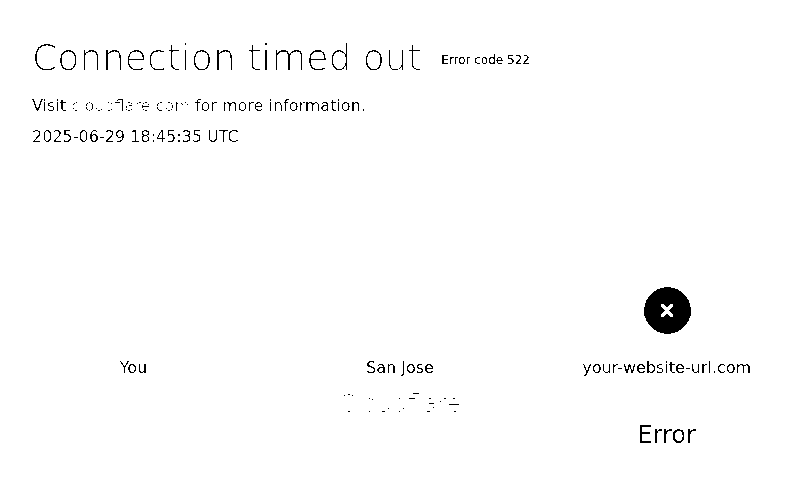 Connection timed out Error code 522
Visit cloudflare.com for more information.
2025-06-29 18:45:35 UTC
You
San Jose
your-website-url.com
Cloudflare
Error